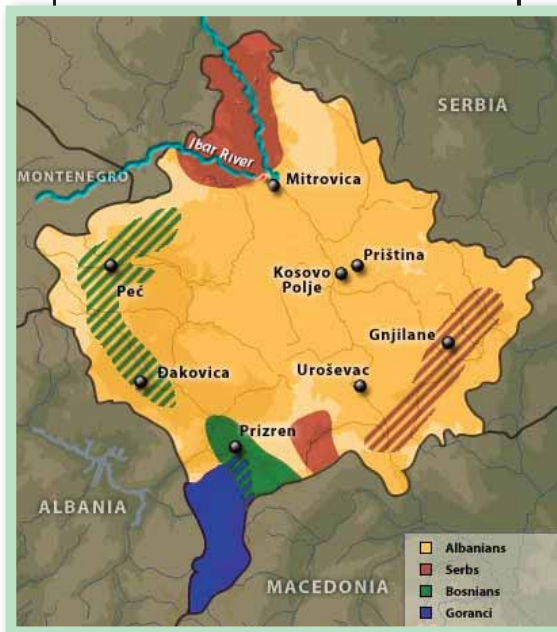 SERBIA
Ibar River
MONTENEGRO
Mitrovica
Priština
Kosovo
Polje
Peć
Gnjilane
Đakovica
Uroševac
Prizren
ALBANIA
MACEDONIA
Albanians
Serbs
Bosnians
Goranci